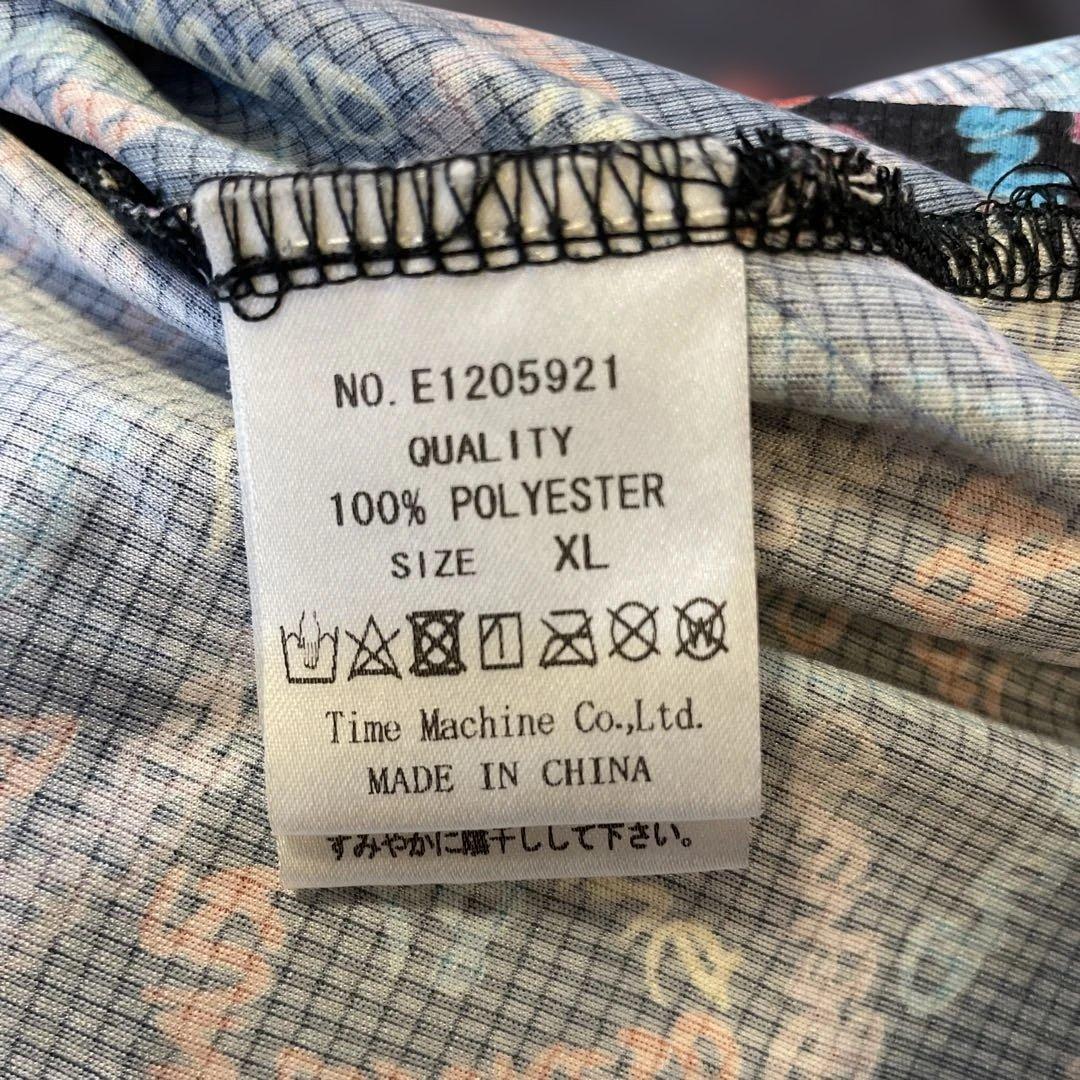 NO. E1205921
QUALITY
100% POLYESTER
SIZE XL
Time Machine Co.,Ltd.
MADE IN CHINA
すみやかに陰干しして下さい。